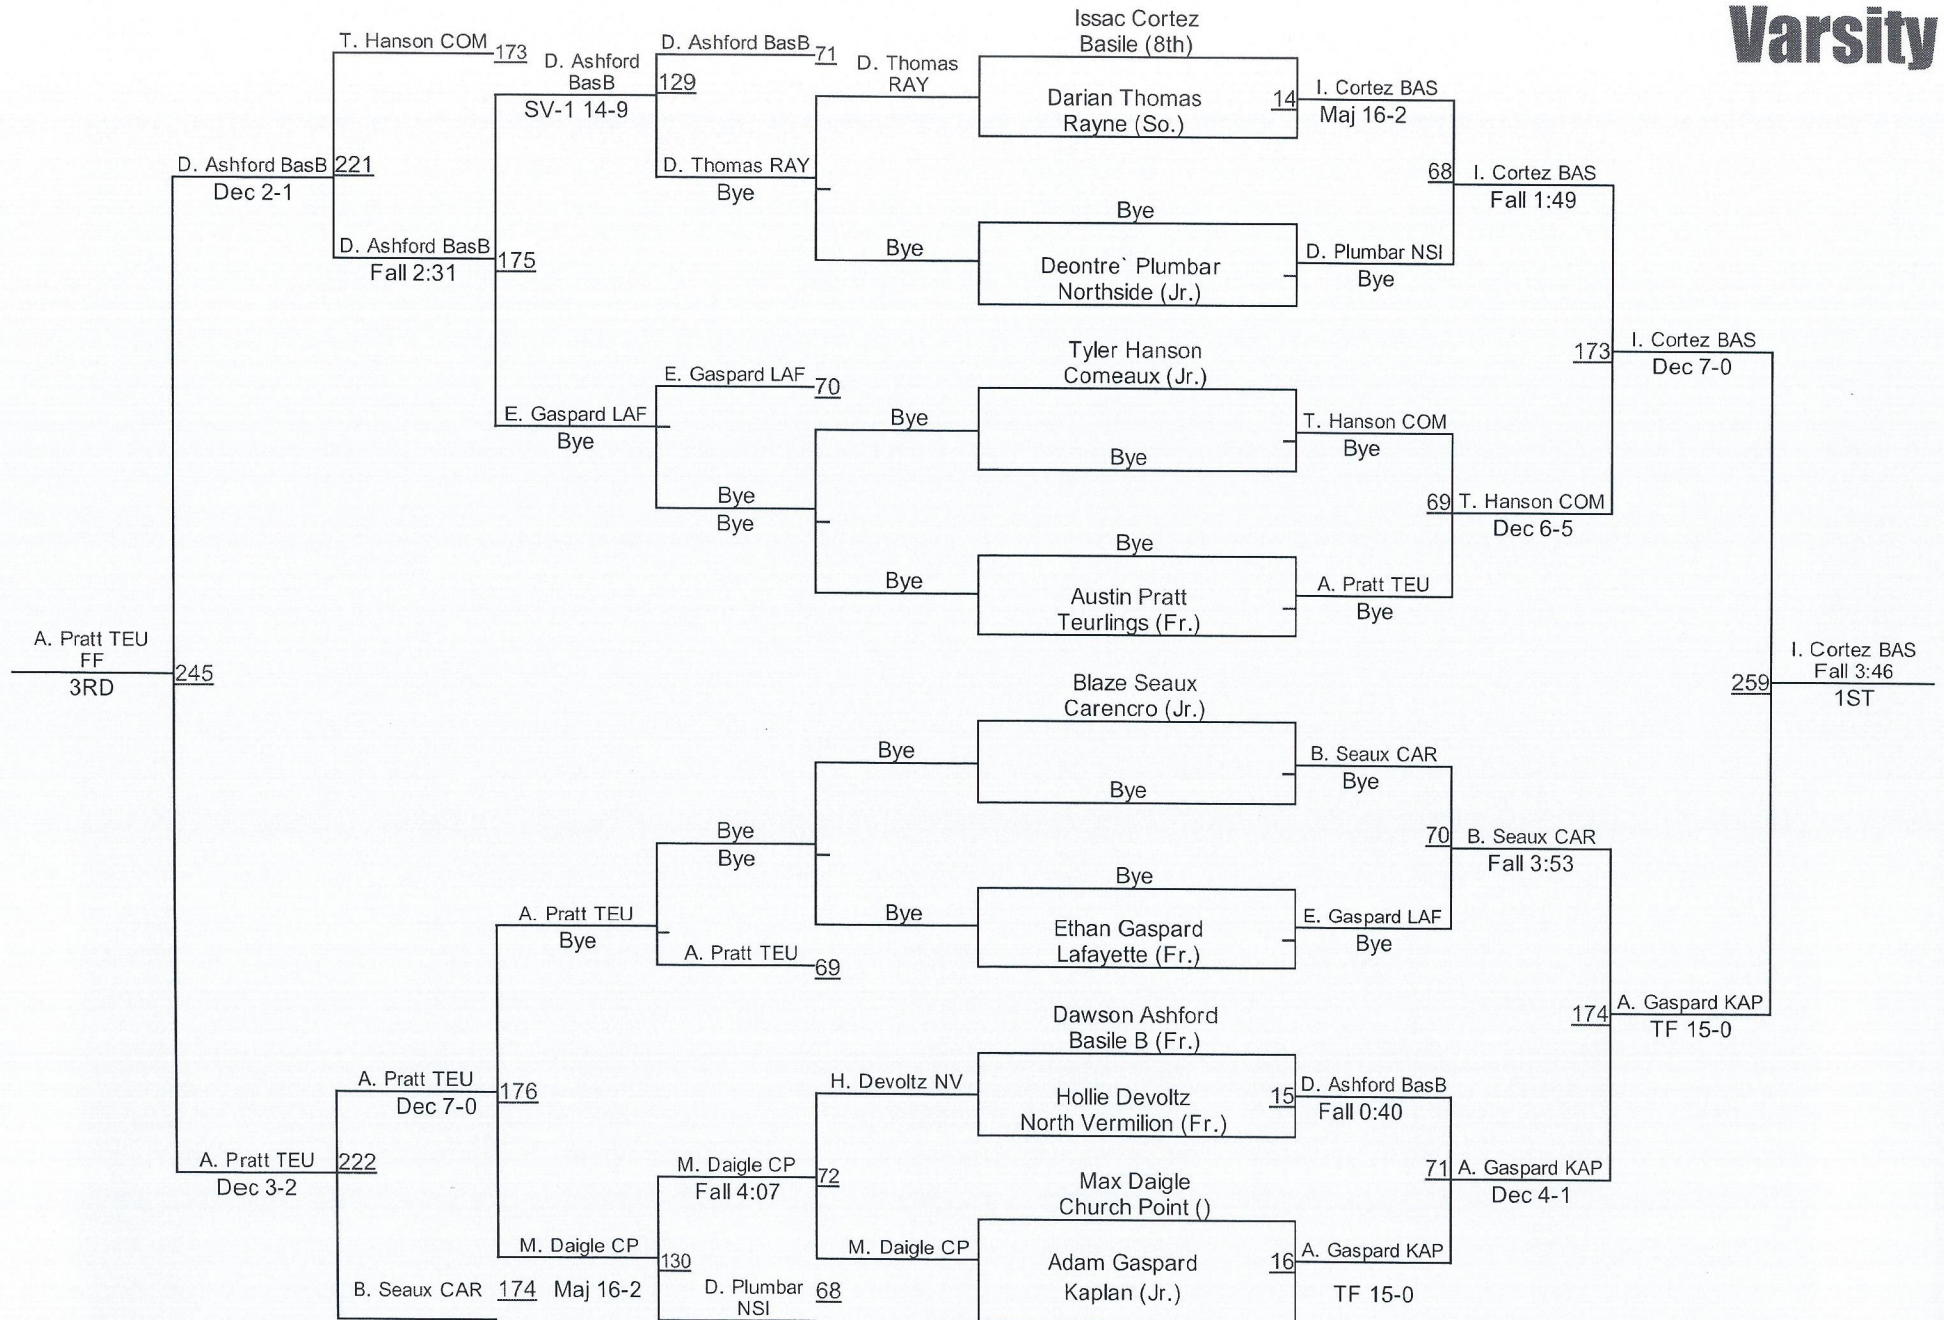 Varsity
Issac Cortez
Basile (8th)
T. Hanson COM
173
D. Ashford
BasB
SV-1 14-9
D. Ashford BasB
71
129
D. Thomas
RAY
Darian Thomas
Rayne (So.)
14
I. Cortez BAS
Maj 16-2
D. Ashford BasB
Dec 2-1
221
D. Thomas RAY
Bye
68
I. Cortez BAS
Fall 1:49
Bye
D. Ashford BasB
Fall 2:31
175
Bye
Deontre` Plumbar
Northside (Jr.)
D. Plumbar NSI
Bye
Tyler Hanson
Comeaux (Jr.)
173
I. Cortez BAS
Dec 7-0
E. Gaspard LAF
70
E. Gaspard LAF
Bye
Bye
Bye
T. Hanson COM
Bye
Bye
Bye
69
T. Hanson COM
Dec 6-5
Bye
Bye
Austin Pratt
Teurlings (Fr.)
A. Pratt TEU
Bye
A. Pratt TEU
FF
3RD
245
I. Cortez BAS
Fall 3:46
1ST
259
Blaze Seaux
Carencro (Jr.)
Bye
Bye
B. Seaux CAR
Bye
Bye
Bye
70
B. Seaux CAR
Fall 3:53
Bye
A. Pratt TEU
Bye
Bye
Ethan Gaspard
Lafayette (Fr.)
E. Gaspard LAF
Bye
A. Pratt TEU
69
Dawson Ashford
Basile B (Fr.)
174
A. Gaspard KAP
TF 15-0
A. Pratt TEU
Dec 7-0
176
H. Devoltz NV
Hollie Devoltz
North Vermilion (Fr.)
15
D. Ashford BasB
Fall 0:40
A. Pratt TEU
Dec 3-2
222
M. Daigle CP
Fall 4:07
72
Max Daigle
Church Point ()
71
A. Gaspard KAP
Dec 4-1
M. Daigle CP
Maj 16-2
130
M. Daigle CP
Adam Gaspard
Kaplan (Jr.)
16
A. Gaspard KAP
TF 15-0
B. Seaux CAR
174
D. Plumbar
NSI
68